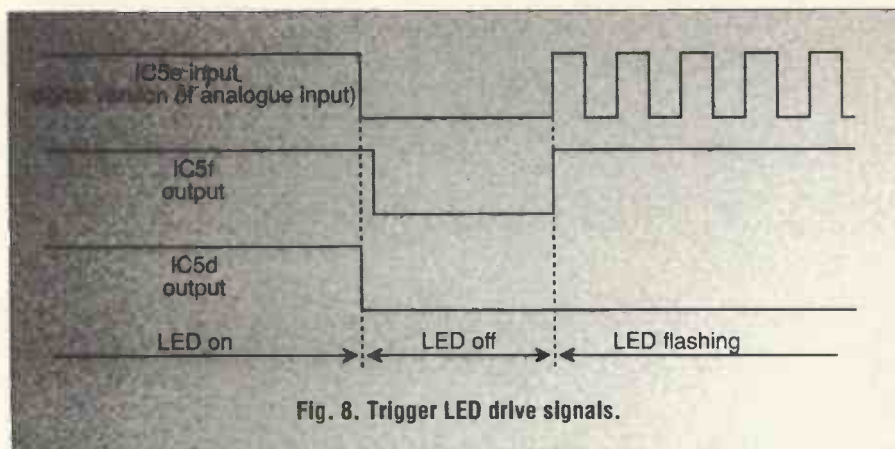 IC5e input
(digital version of analogue input)
IC5f
output
IC5d
output
LED on
LED off
LED flashing
Fig. 8. Trigger LED drive signals.